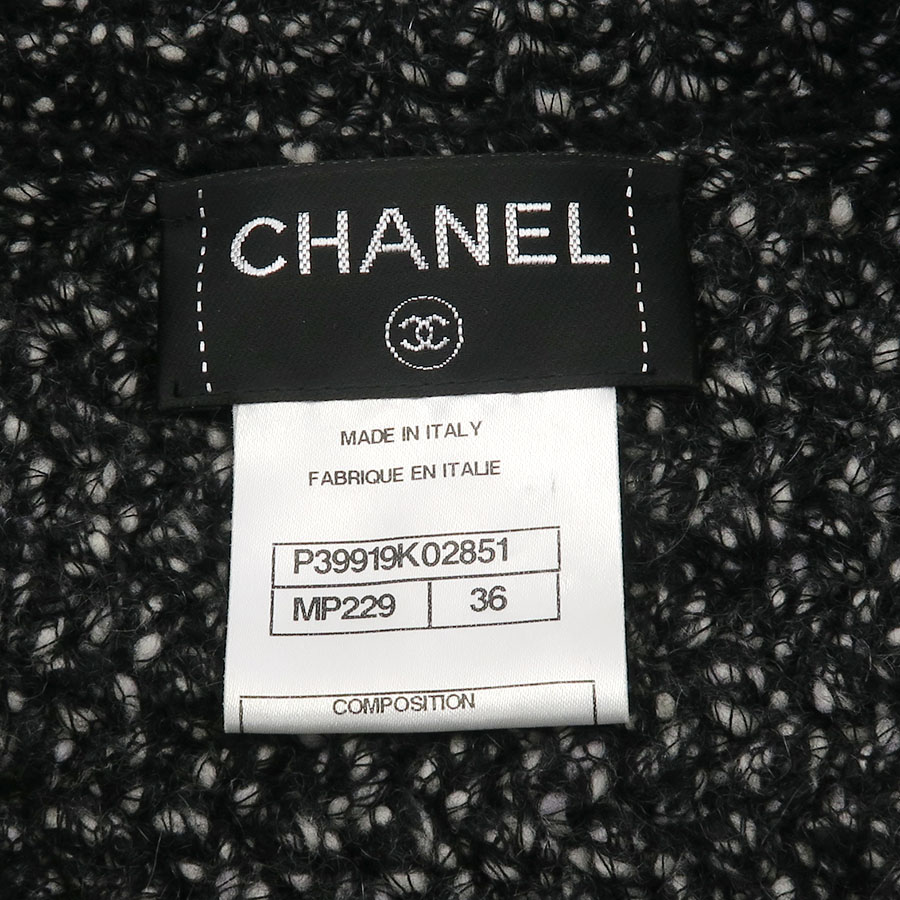 CHANEL
MADE IN ITALY
FABRIQUE EN ITALIE
P39919K02851
MP229 36
COMPOSITION